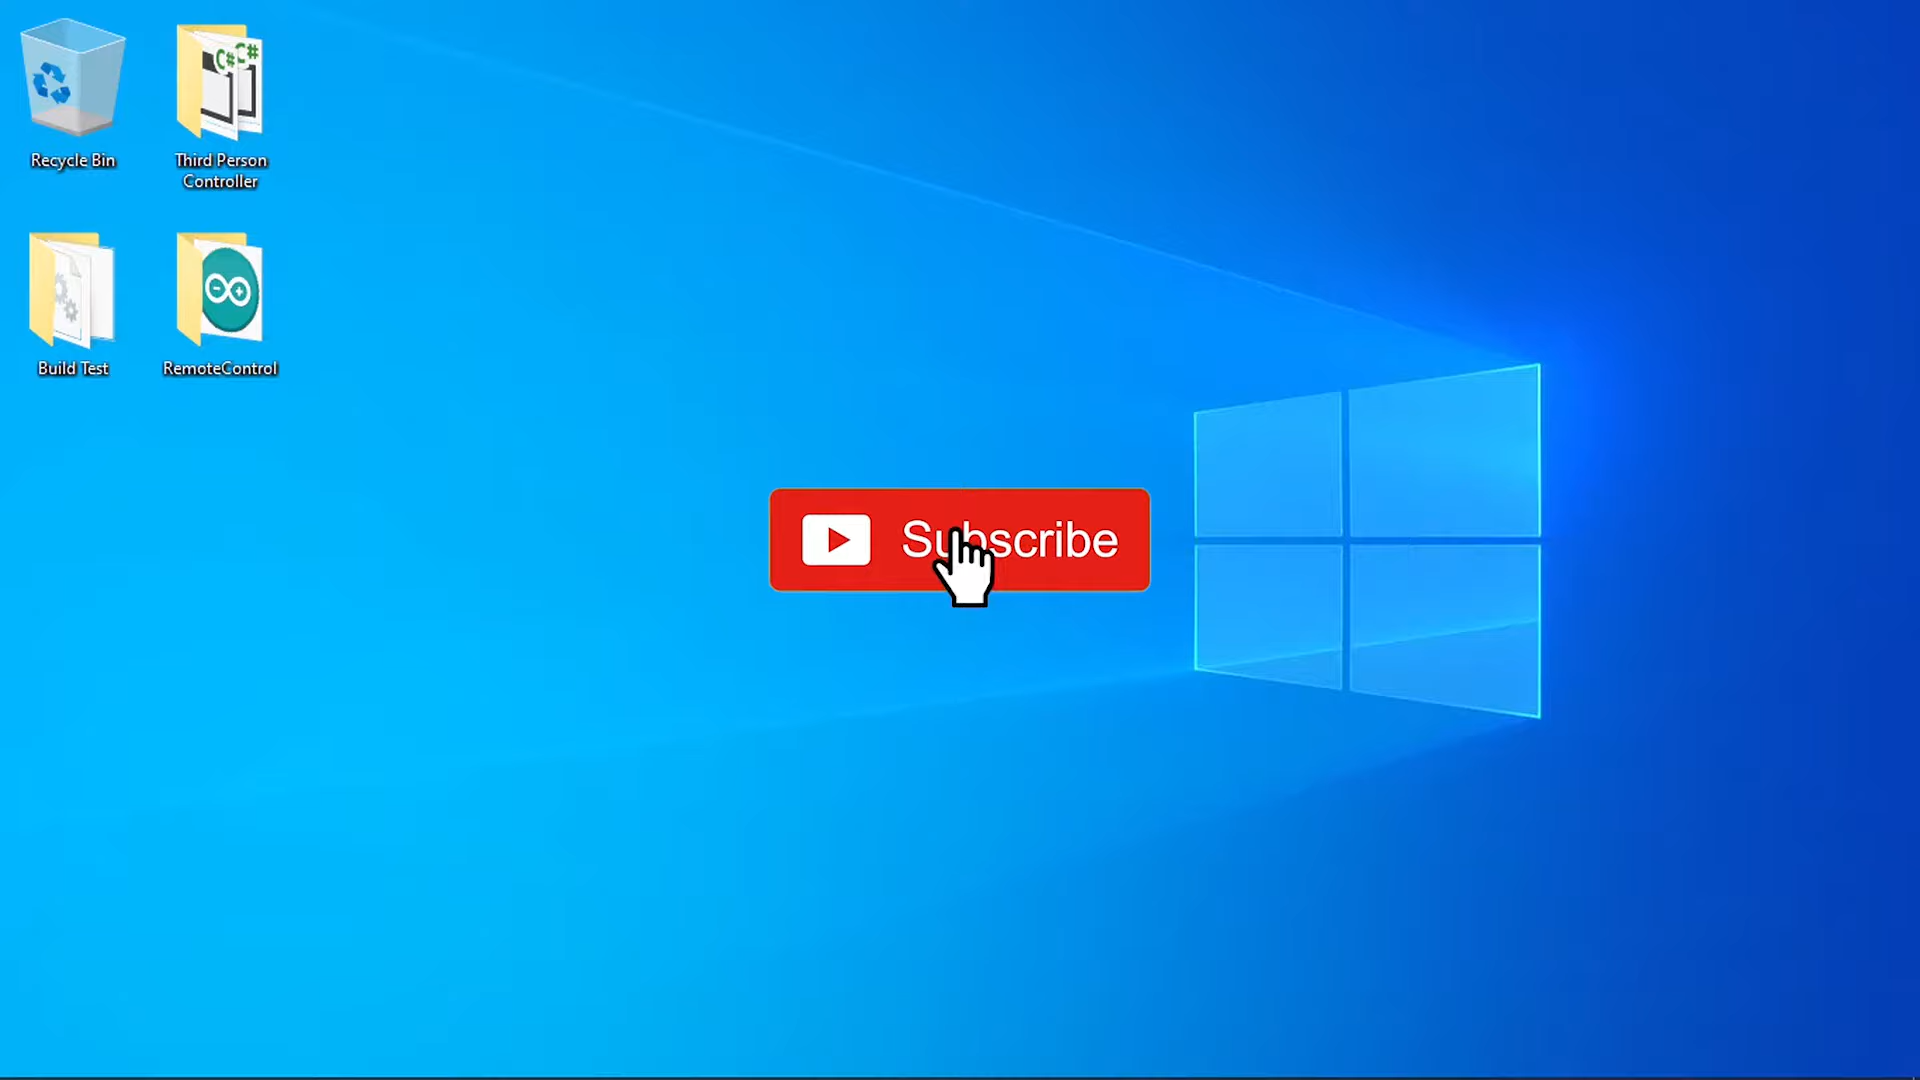 Recycle Bin
Third Person
Controller
C# C#
Build Test
RemoteControl
Subscribe